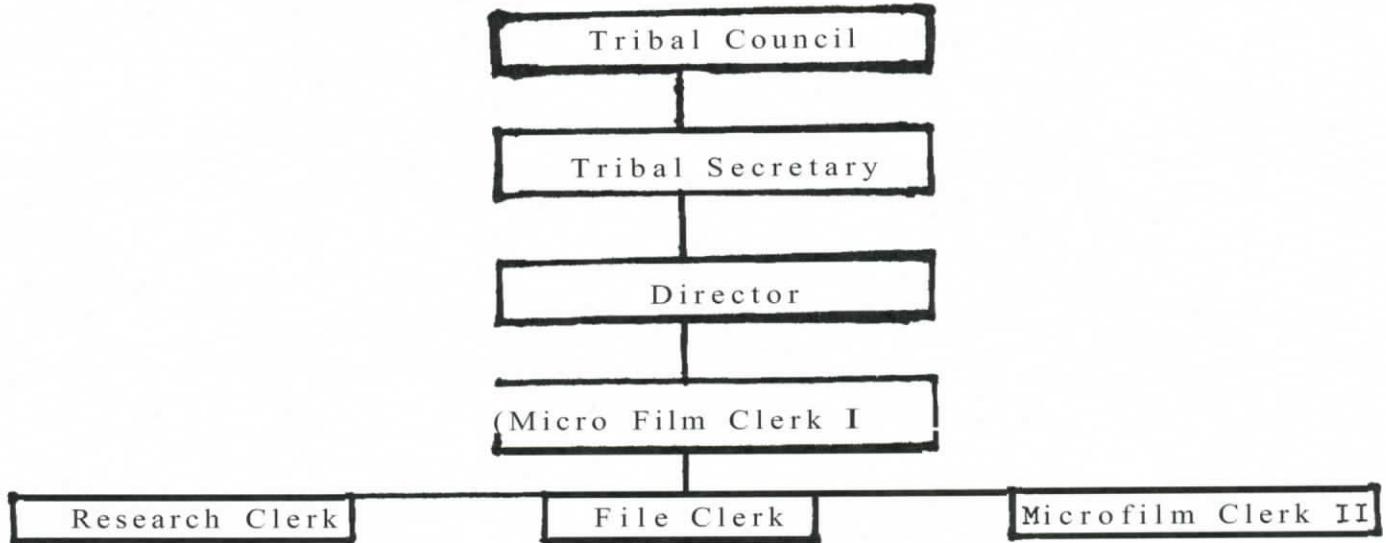 Tribal Council
Tribal Secretary
Director
(Micro Film Clerk I
Research Clerk
File Clerk
Microfilm Clerk II